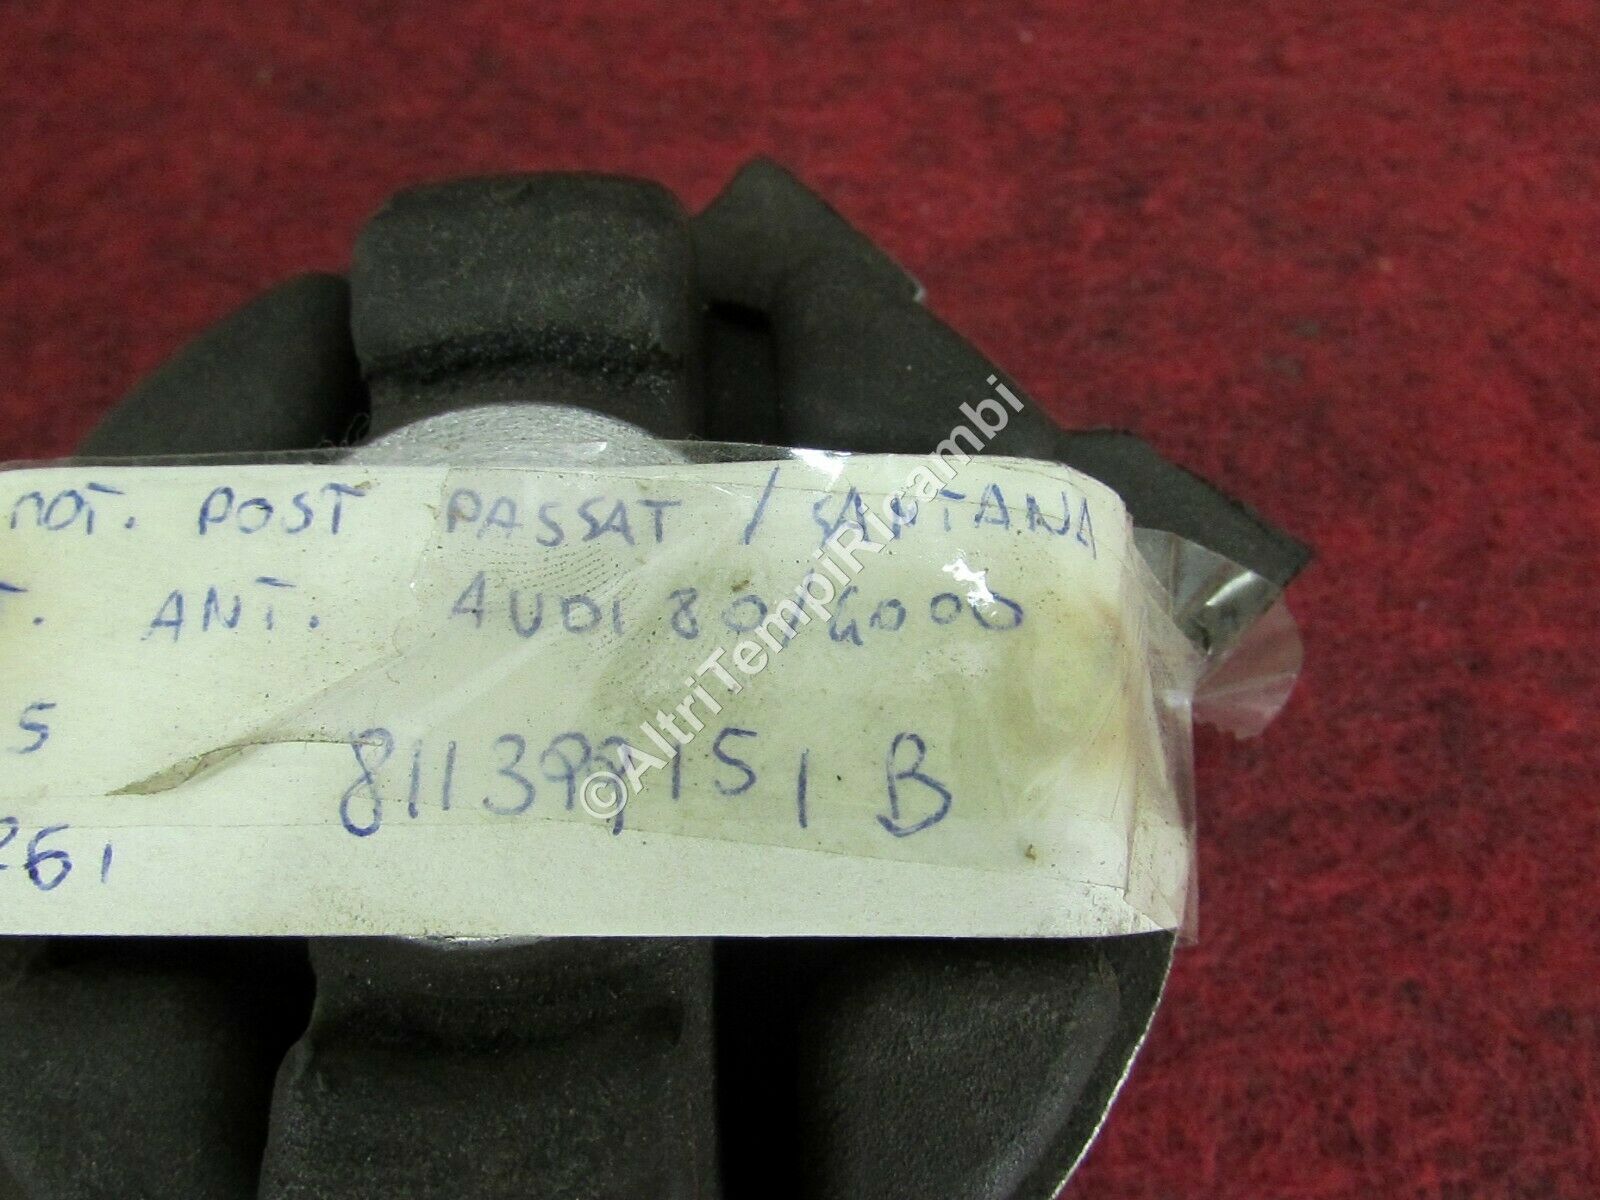 MOT. POST PASSAT / SANTANA
T. ANT. AUDI 80/4000
5
811399151 B
261
©AltriTempiRicambi